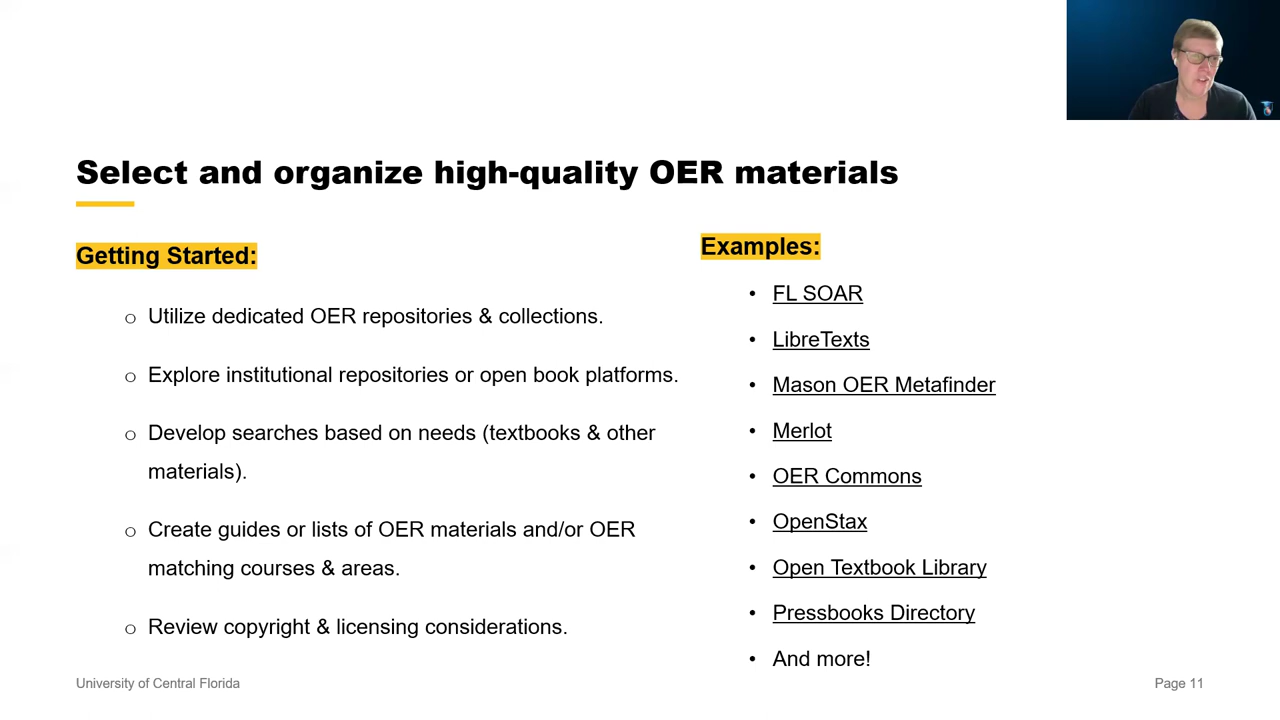 Select and organize high-quality OER materials
Getting Started:
o Utilize dedicated OER repositories & collections.
o Explore institutional repositories or open book platforms.
o Develop searches based on needs (textbooks & other
materials).
o Create guides or lists of OER materials and/or OER
matching courses & areas.
o Review copyright & licensing considerations.
Examples:
• FL SOAR
• LibreTexts
• Mason OER Metafinder
• Merlot
• OER Commons
• OpenStax
• Open Textbook Library
• Pressbooks Directory
• And more!
University of Central Florida
Page 11